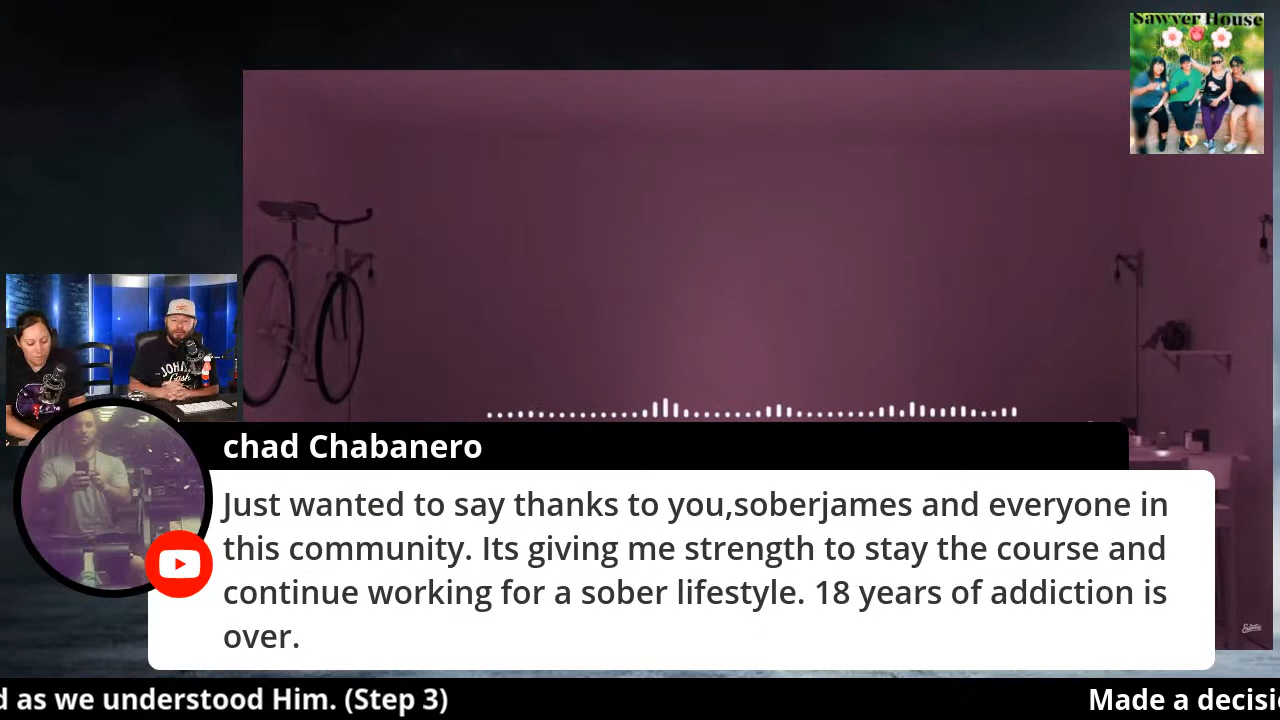 Sawyer House
JOHNNY
Cash
chad Chabanero
Just wanted to say thanks to you,soberjames and everyone in
this community. Its giving me strength to stay the course and
continue working for a sober lifestyle. 18 years of addiction is
over.
d as we understood Him. (Step 3)
Made a decisi